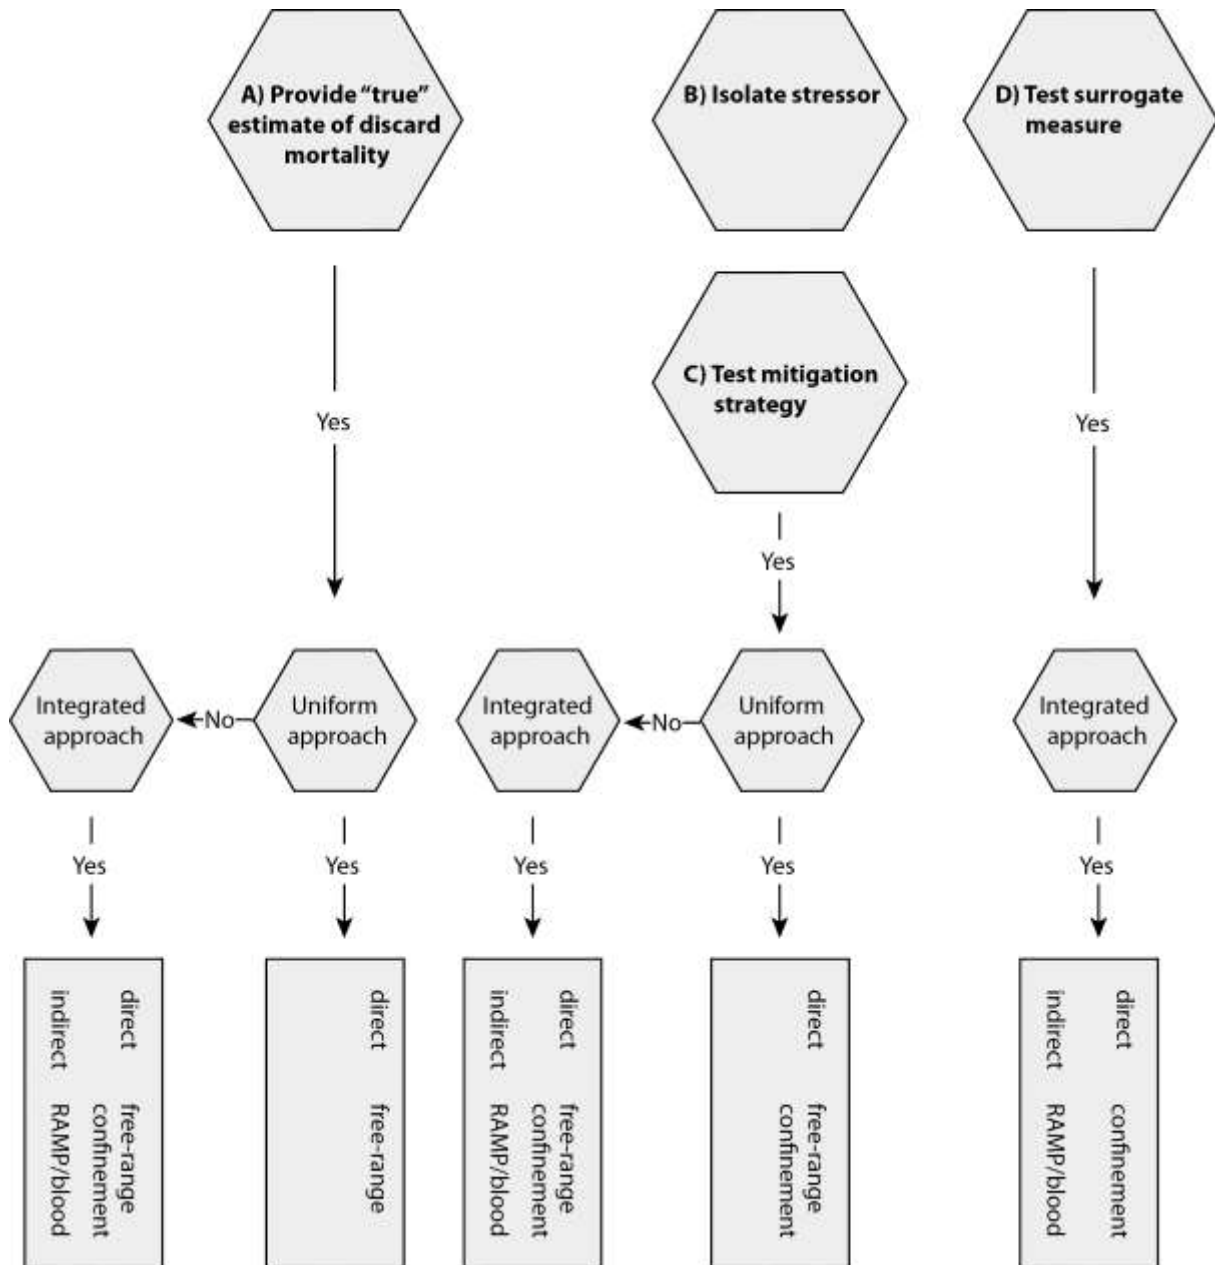 A) Provide “true”
estimate of discard
mortality
B) Isolate stressor
D) Test surrogate
measure
C) Test mitigation
strategy
Yes
Yes
Yes
Integrated
approach
No
Uniform
approach
Integrated
approach
No
Uniform
approach
Integrated
approach
Yes
Yes
Yes
Yes
Yes
direct free-range
confinement
indirect RAMP/blood
direct free-range
direct free-range
confinement
indirect RAMP/blood
direct free-range
confinement
direct confinement
indirect RAMP/blood